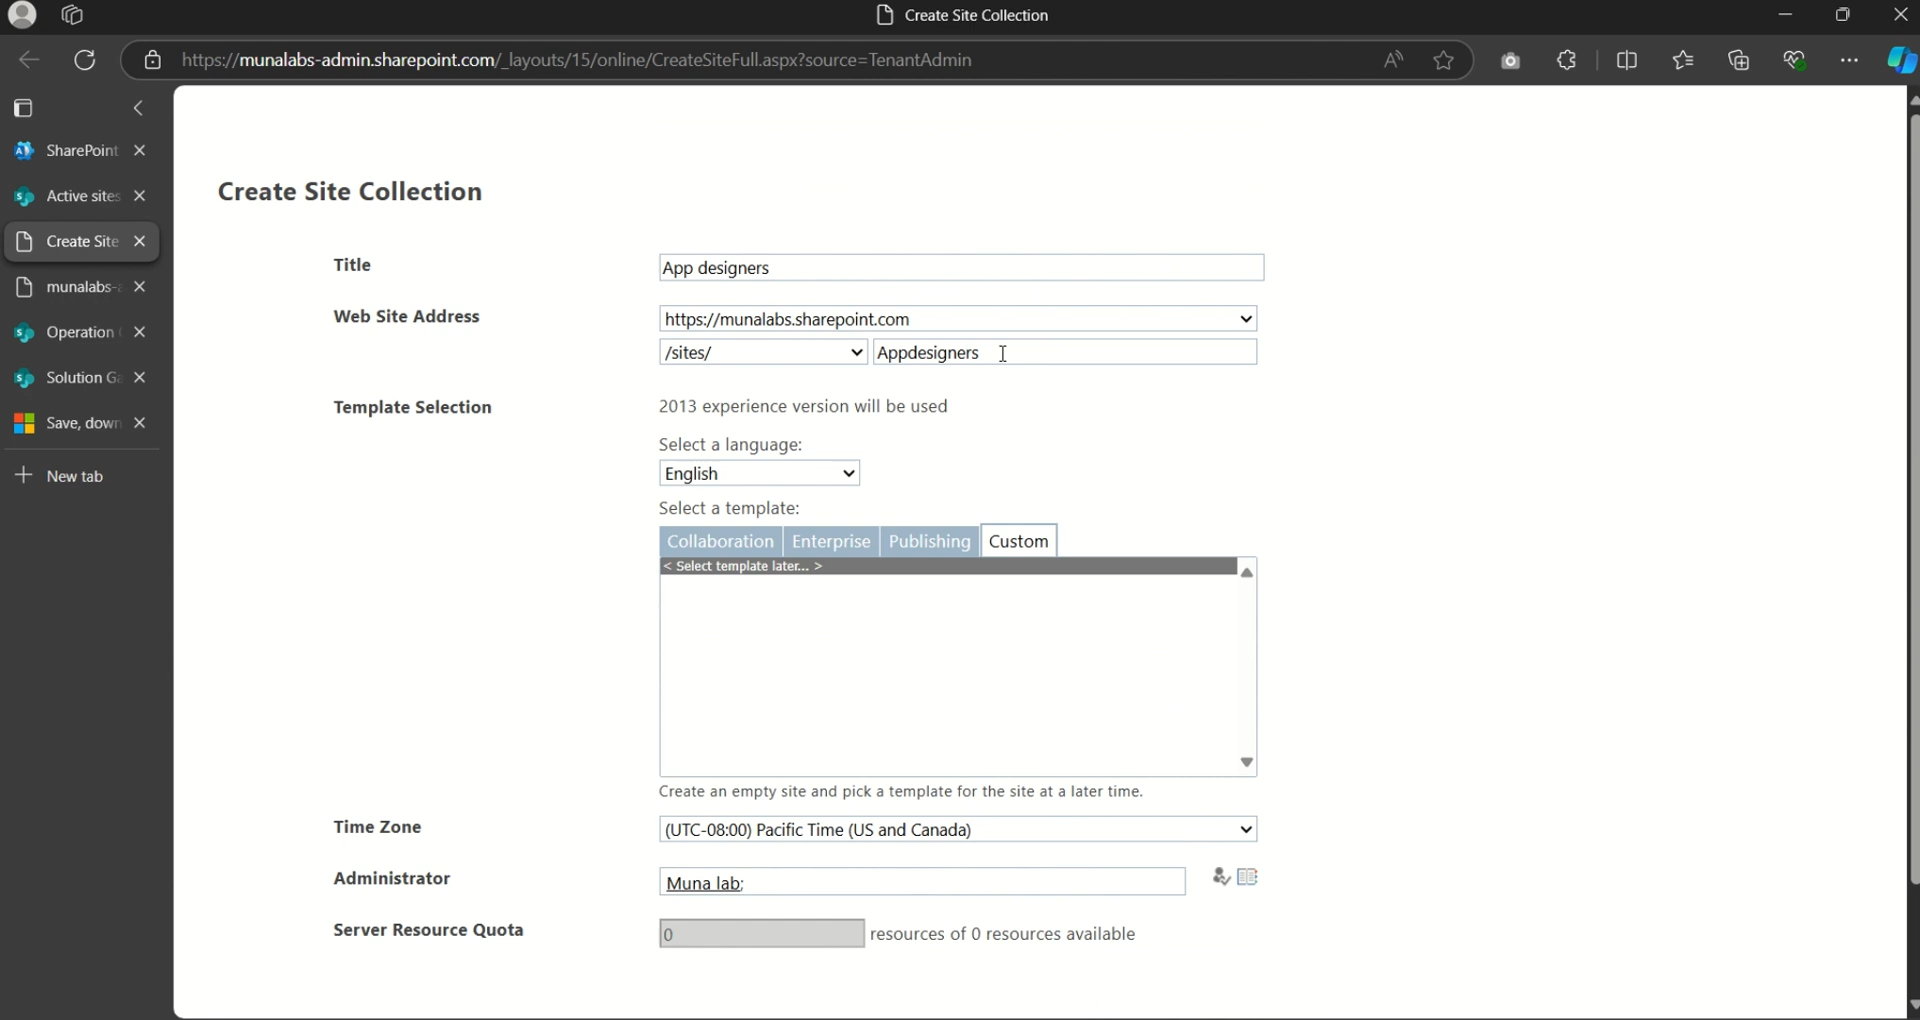 Create Site Collection
https://munalabs-admin.sharepoint.com/_layouts/15/online/CreateSiteFull.aspx?source=TenantAdmin
SharePoint
Active sites
Create Site
munalabs-
Operation
Solution Ga
Save, down
New tab
Create Site Collection
Title
App designers
Web Site Address
https://munalabs.sharepoint.com
/sites/ Appdesigners
Template Selection
2013 experience version will be used
Select a language:
English
Select a template:
Collaboration Enterprise Publishing Custom
< Select template later... >
Create an empty site and pick a template for the site at a later time.
Time Zone
(UTC-08:00) Pacific Time (US and Canada)
Administrator
Muna lab;
Server Resource Quota
0 resources of 0 resources available